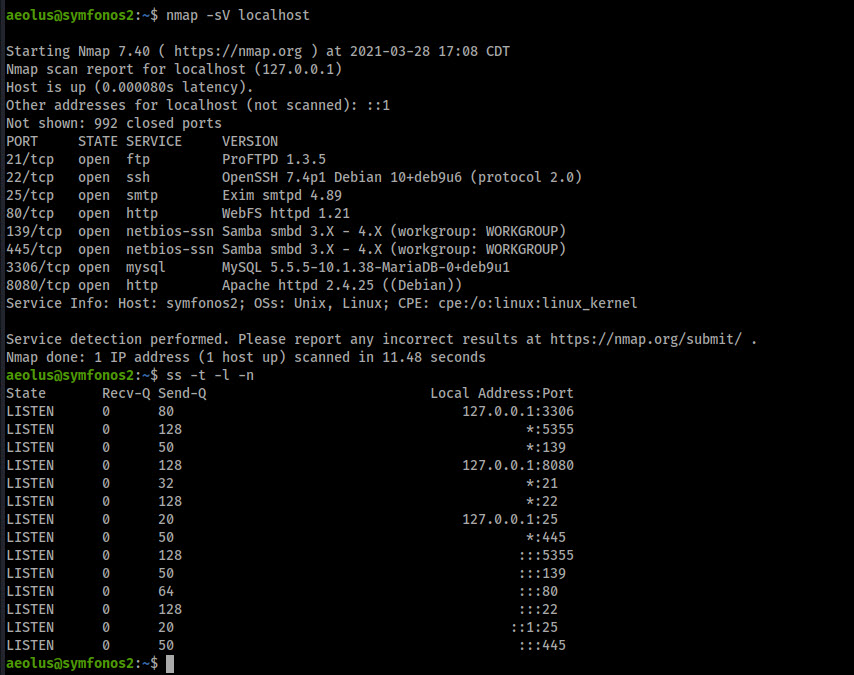 aeolus@symfonos2:~$ nmap -sV localhost
Starting Nmap 7.40 ( https://nmap.org ) at 2021-03-28 17:08 CDT
Nmap scan report for localhost (127.0.0.1)
Host is up (0.000080s latency).
Other addresses for localhost (not scanned): ::1
Not shown: 992 closed ports
PORT     STATE SERVICE     VERSION
21/tcp   open  ftp         ProFTPD 1.3.5
22/tcp   open  ssh         OpenSSH 7.4p1 Debian 10+deb9u6 (protocol 2.0)
25/tcp   open  smtp        Exim smtpd 4.89
80/tcp   open  http        WebFS httpd 1.21
139/tcp  open  netbios-ssn Samba smbd 3.X - 4.X (workgroup: WORKGROUP)
445/tcp  open  netbios-ssn Samba smbd 3.X - 4.X (workgroup: WORKGROUP)
3306/tcp open  mysql       MySQL 5.5.5-10.1.38-MariaDB-0+deb9u1
8080/tcp open  http        Apache httpd 2.4.25 ((Debian))
Service Info: Host: symfonos2; OSs: Unix, Linux; CPE: cpe:/o:linux:linux_kernel
Service detection performed. Please report any incorrect results at https://nmap.org/submit/ .
Nmap done: 1 IP address (1 host up) scanned in 11.48 seconds
aeolus@symfonos2:~$ ss -t -l -n
State       Recv-Q Send-Q                            Local Address:Port
LISTEN      0      80                                    127.0.0.1:3306
LISTEN      0      128                                           *:5355
LISTEN      0      50                                            *:139
LISTEN      0      128                                   127.0.0.1:8080
LISTEN      0      32                                            *:21
LISTEN      0      128                                           *:22
LISTEN      0      20                                    127.0.0.1:25
LISTEN      0      50                                            *:445
LISTEN      0      128                                          :::5355
LISTEN      0      50                                           :::139
LISTEN      0      64                                           :::80
LISTEN      0      128                                          :::22
LISTEN      0      20                                          ::1:25
LISTEN      0      50                                           :::445
aeolus@symfonos2:~$